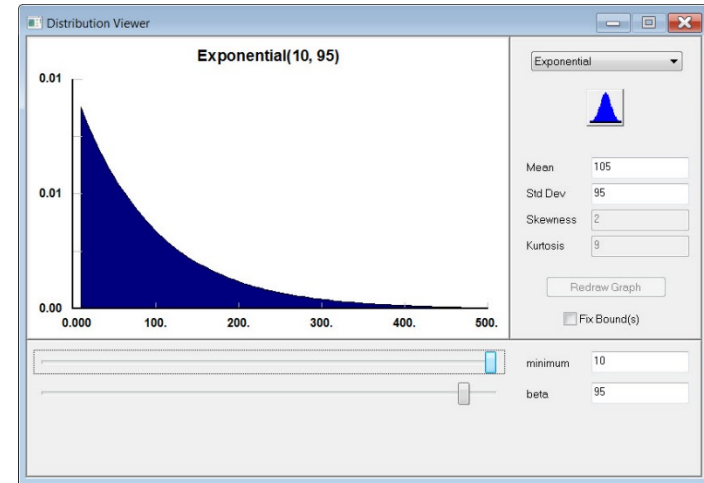 Distribution Viewer
Exponential(10, 95)
0.01
0.01
0.00
0.000 100. 200. 300. 400. 500.
Exponential
Mean 105
Std Dev 95
Skewness 2
Kurtosis 9
Redraw Graph
Fix Bound(s)
minimum 10
beta 95